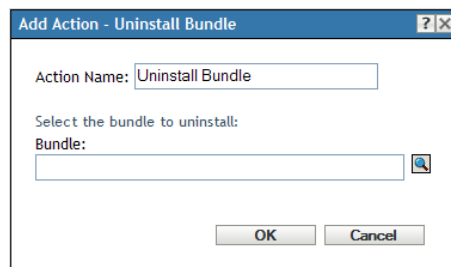 Add Action - Uninstall Bundle ? X
Action Name: Uninstall Bundle
Select the bundle to uninstall:
Bundle:
OK Cancel